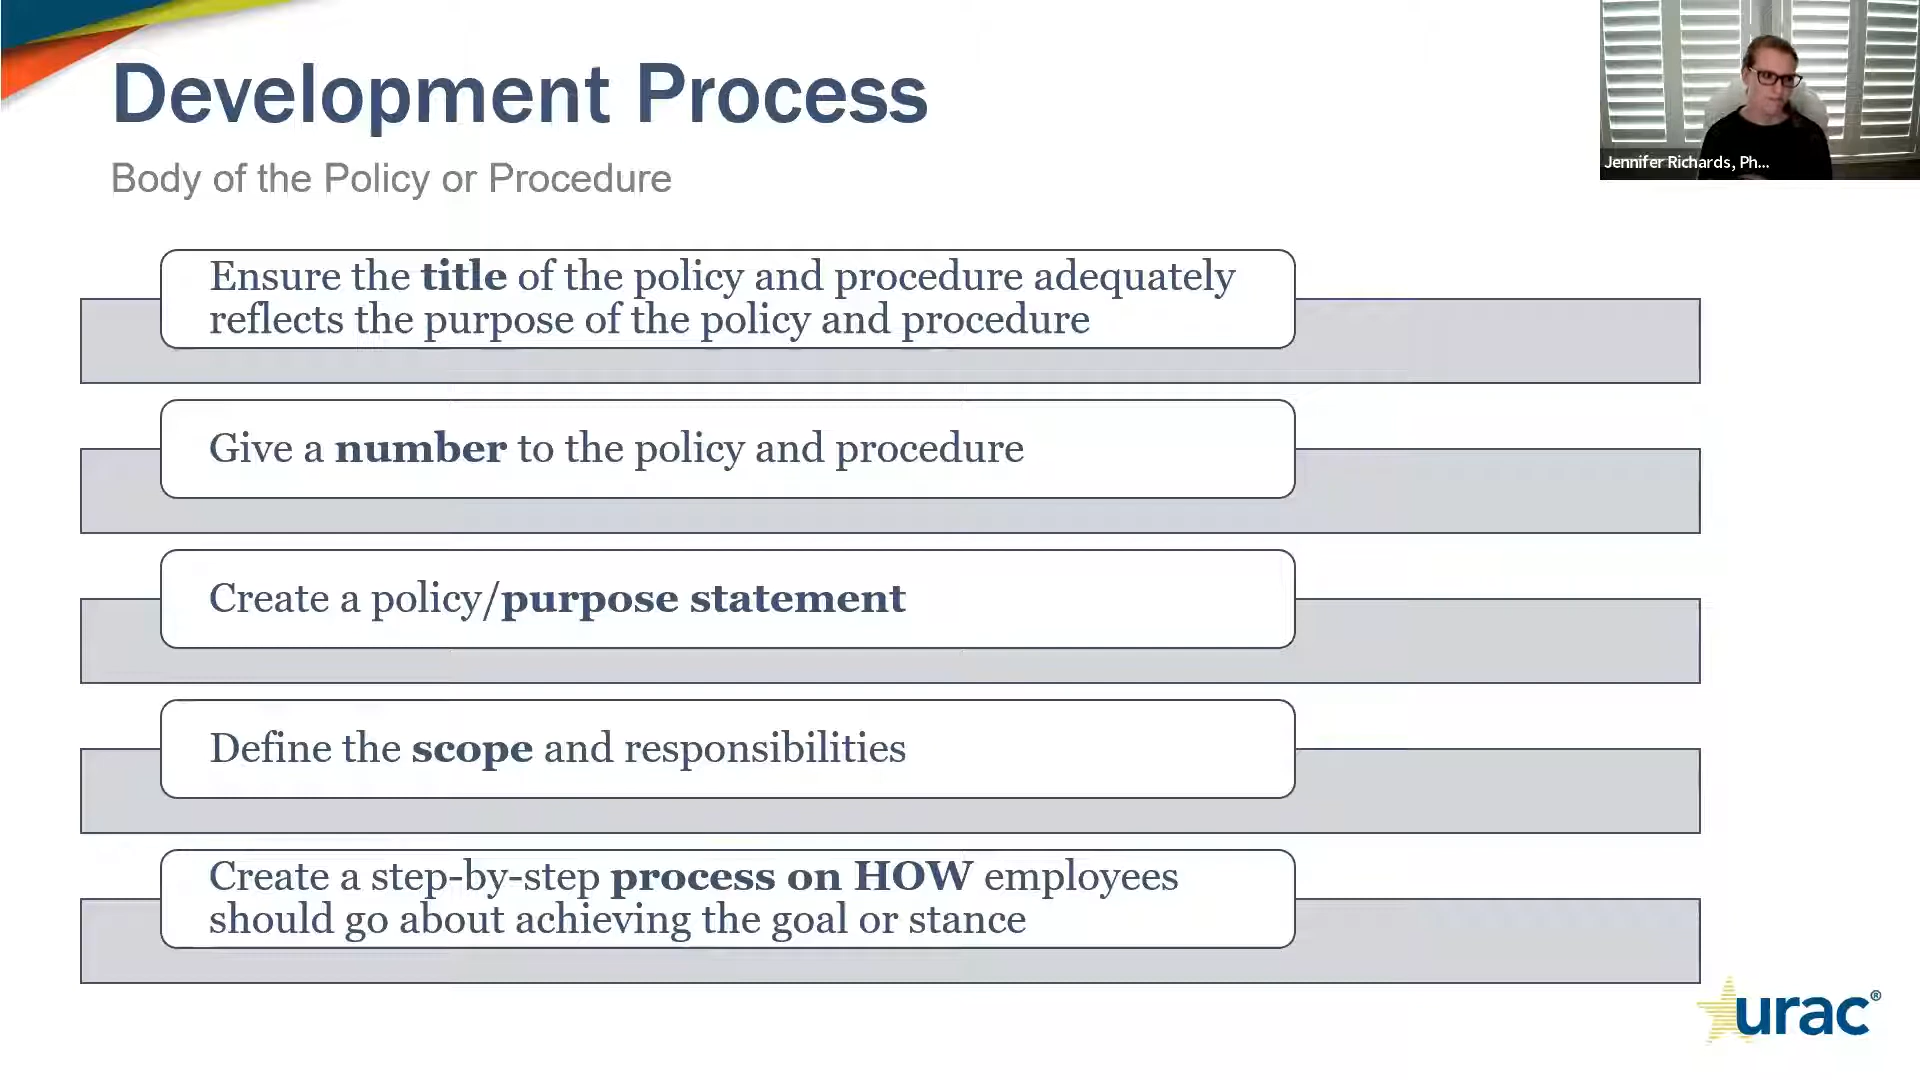 Development Process
Body of the Policy or Procedure
Jennifer Richards, Ph...
Ensure the title of the policy and procedure adequately
reflects the purpose of the policy and procedure
Give a number to the policy and procedure
Create a policy/purpose statement
Define the scope and responsibilities
Create a step-by-step process on HOW employees
should go about achieving the goal or stance
urac®